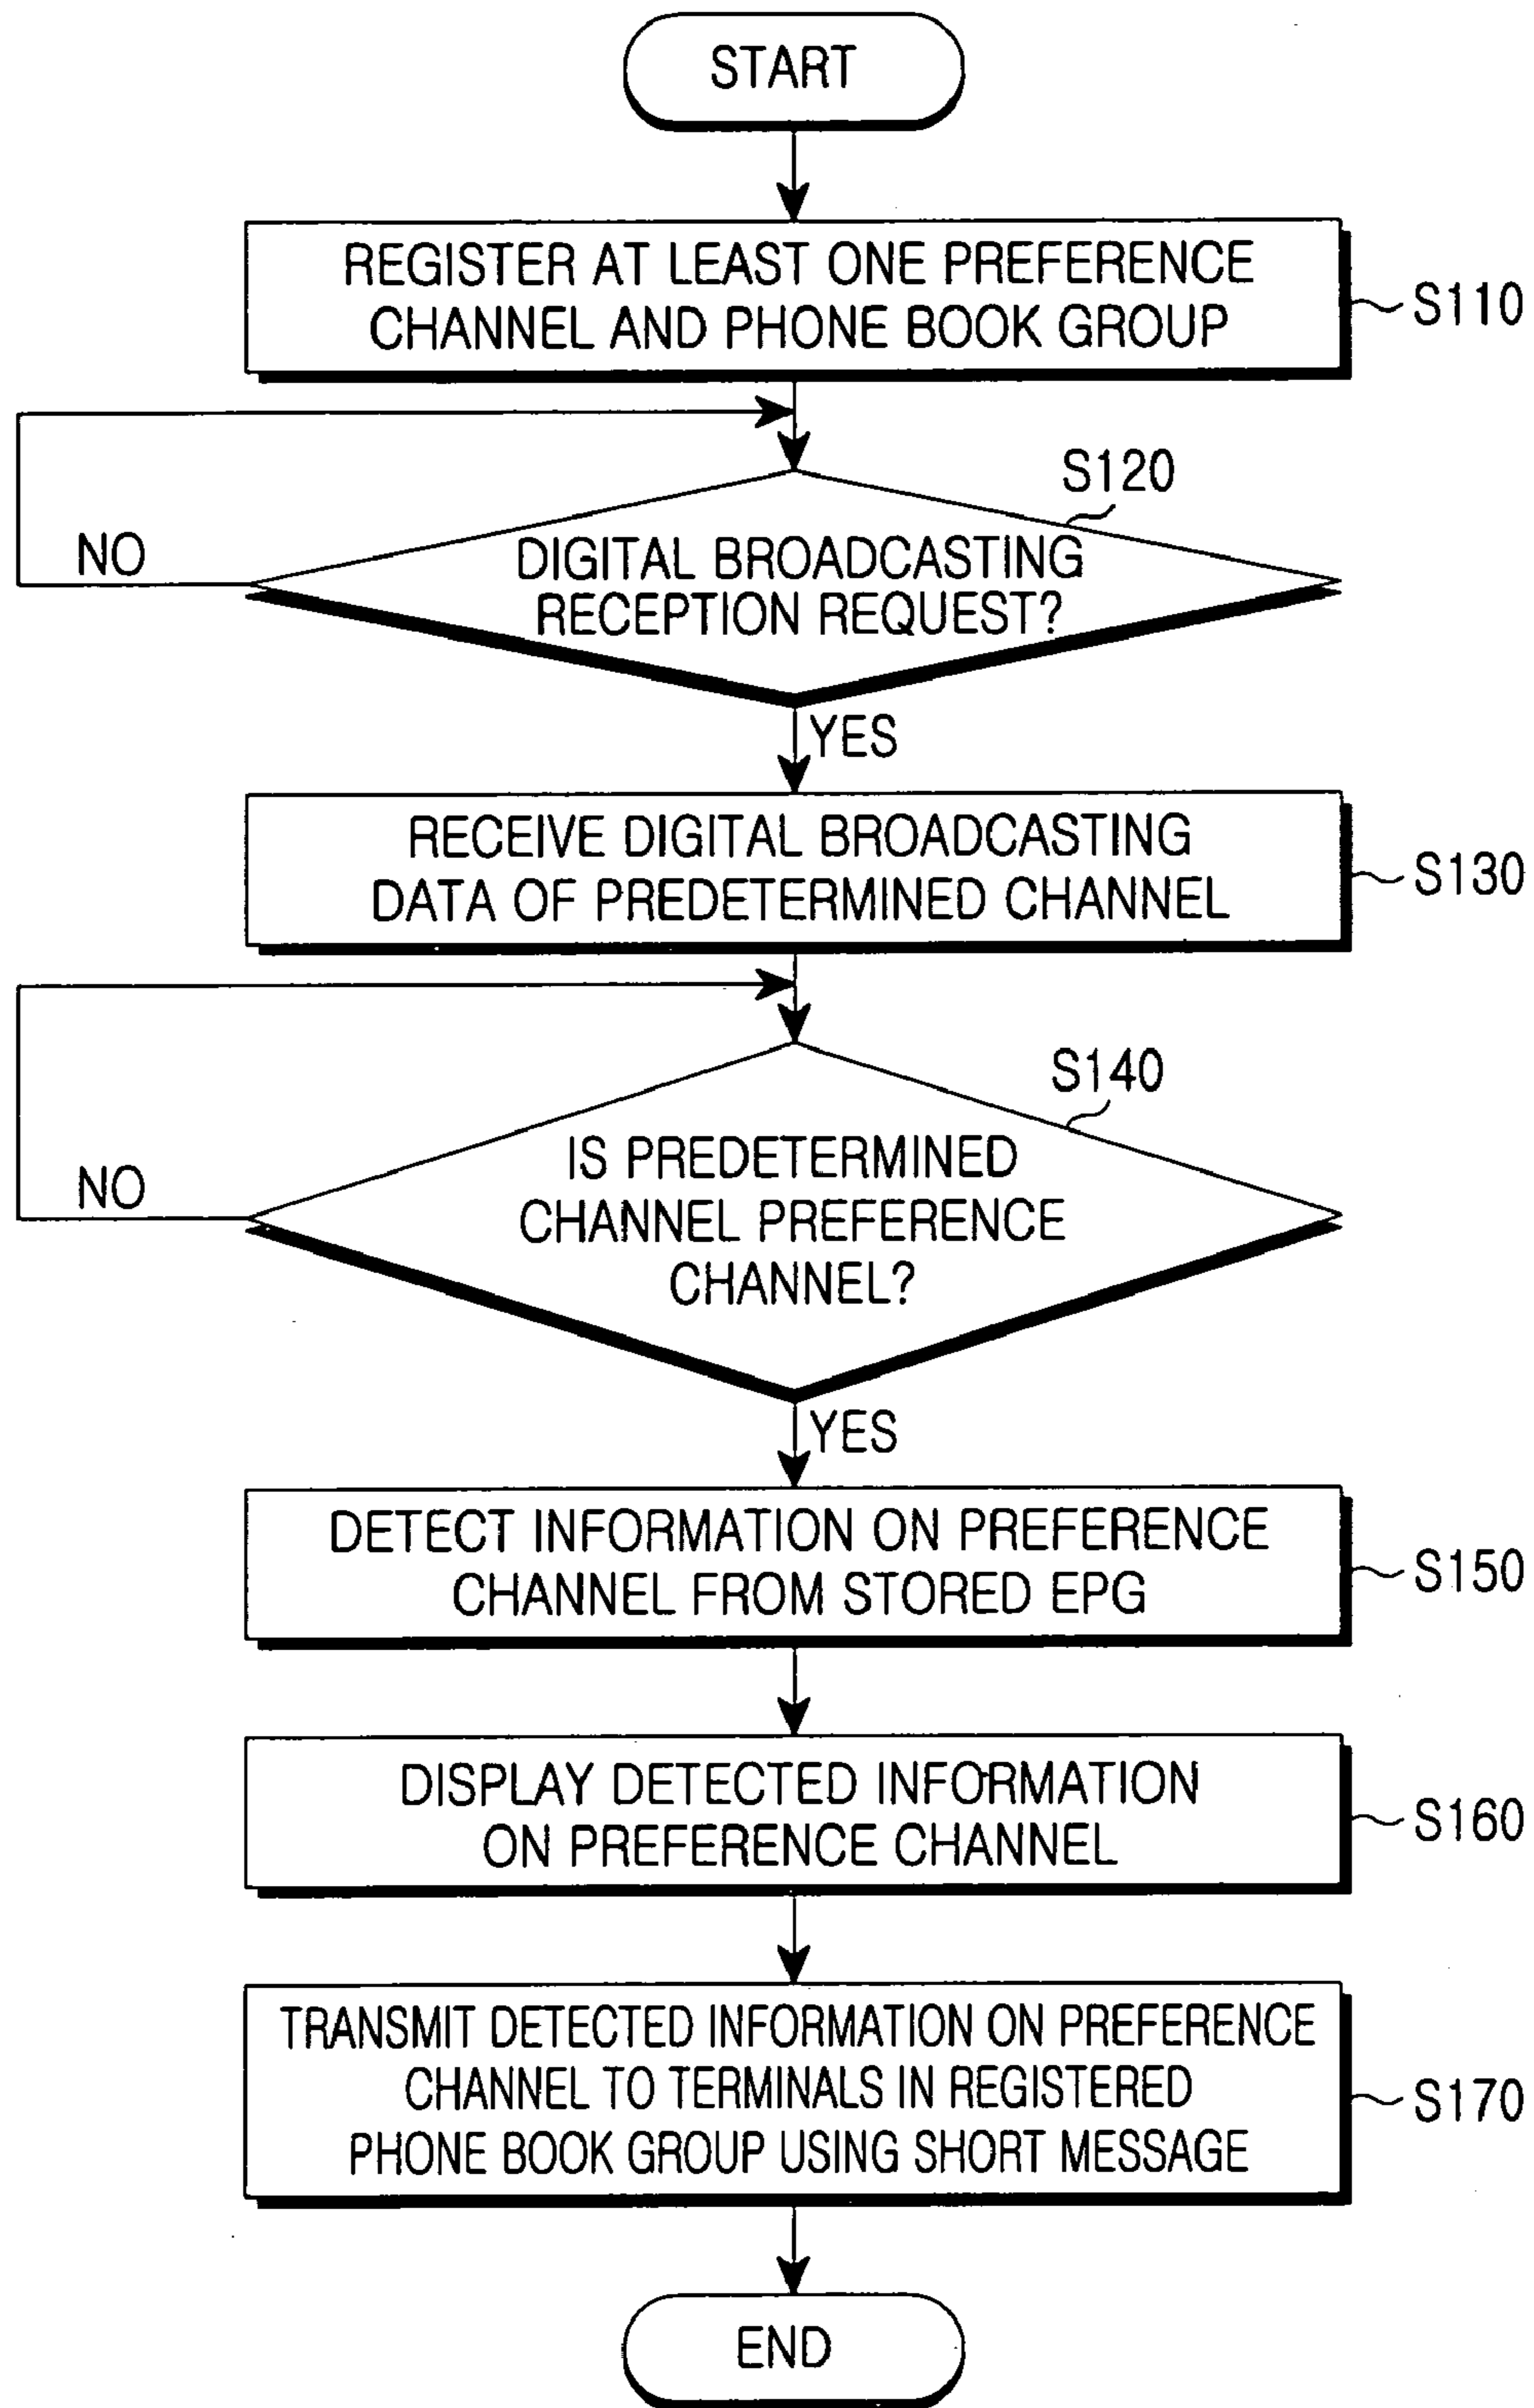 START
REGISTER AT LEAST ONE PREFERENCE
CHANNEL AND PHONE BOOK GROUP
S110
S120
NO
DIGITAL BROADCASTING
RECEPTION REQUEST?
YES
RECEIVE DIGITAL BROADCASTING
DATA OF PREDETERMINED CHANNEL
S130
S140
NO
IS PREDETERMINED
CHANNEL PREFERENCE
CHANNEL?
YES
DETECT INFORMATION ON PREFERENCE
CHANNEL FROM STORED EPG
S150
DISPLAY DETECTED INFORMATION
ON PREFERENCE CHANNEL
S160
TRANSMIT DETECTED INFORMATION ON PREFERENCE
CHANNEL TO TERMINALS IN REGISTERED
PHONE BOOK GROUP USING SHORT MESSAGE
S170
END